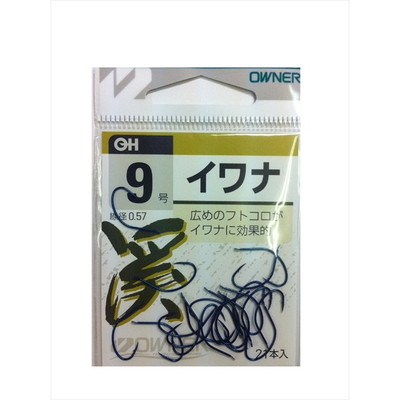 OWNER
OH
9号
イワナ
線径0.57
広めのフトコロが
イワナに効果的
渓
OWNER
21本入